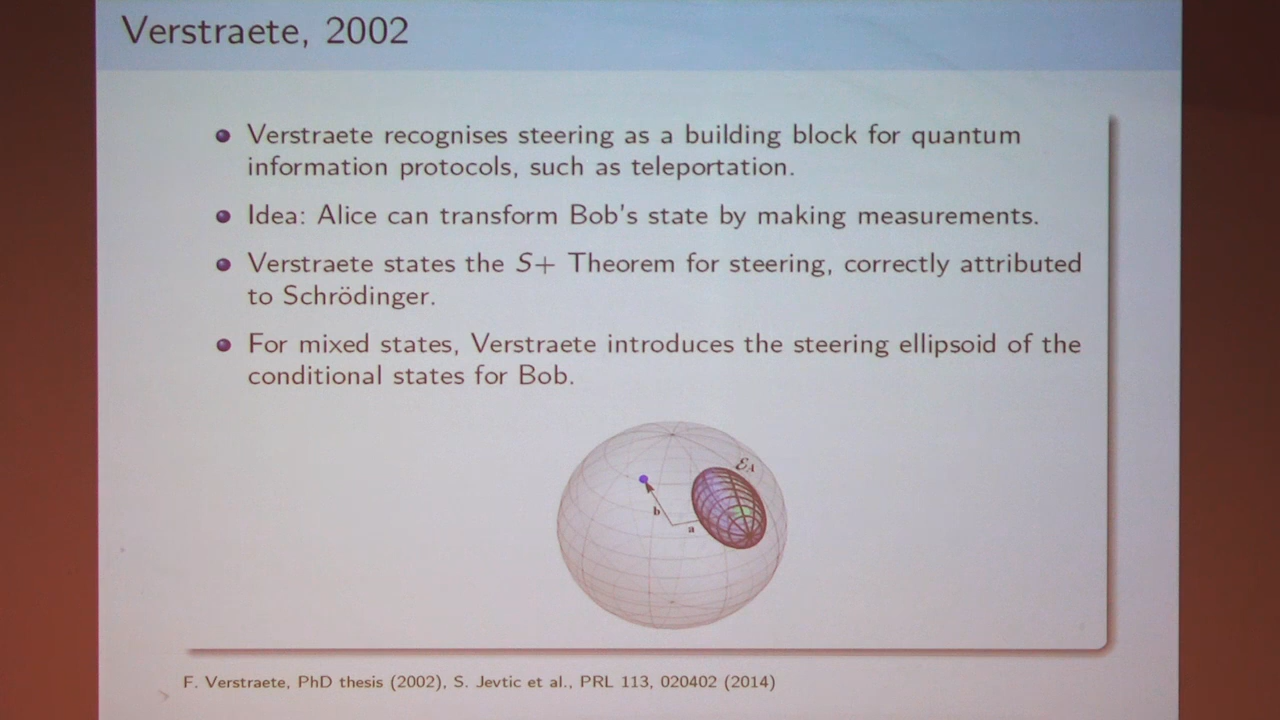 Verstraete, 2002
Verstraete recognises steering as a building block for quantum
information protocols, such as teleportation.
Idea: Alice can transform Bob's state by making measurements.
Verstraete states the S+ Theorem for steering, correctly attributed
to Schrödinger.
For mixed states, Verstraete introduces the steering ellipsoid of the
conditional states for Bob.
ℰA
b
a
F. Verstraete, PhD thesis (2002), S. Jevtic et al., PRL 113, 020402 (2014)